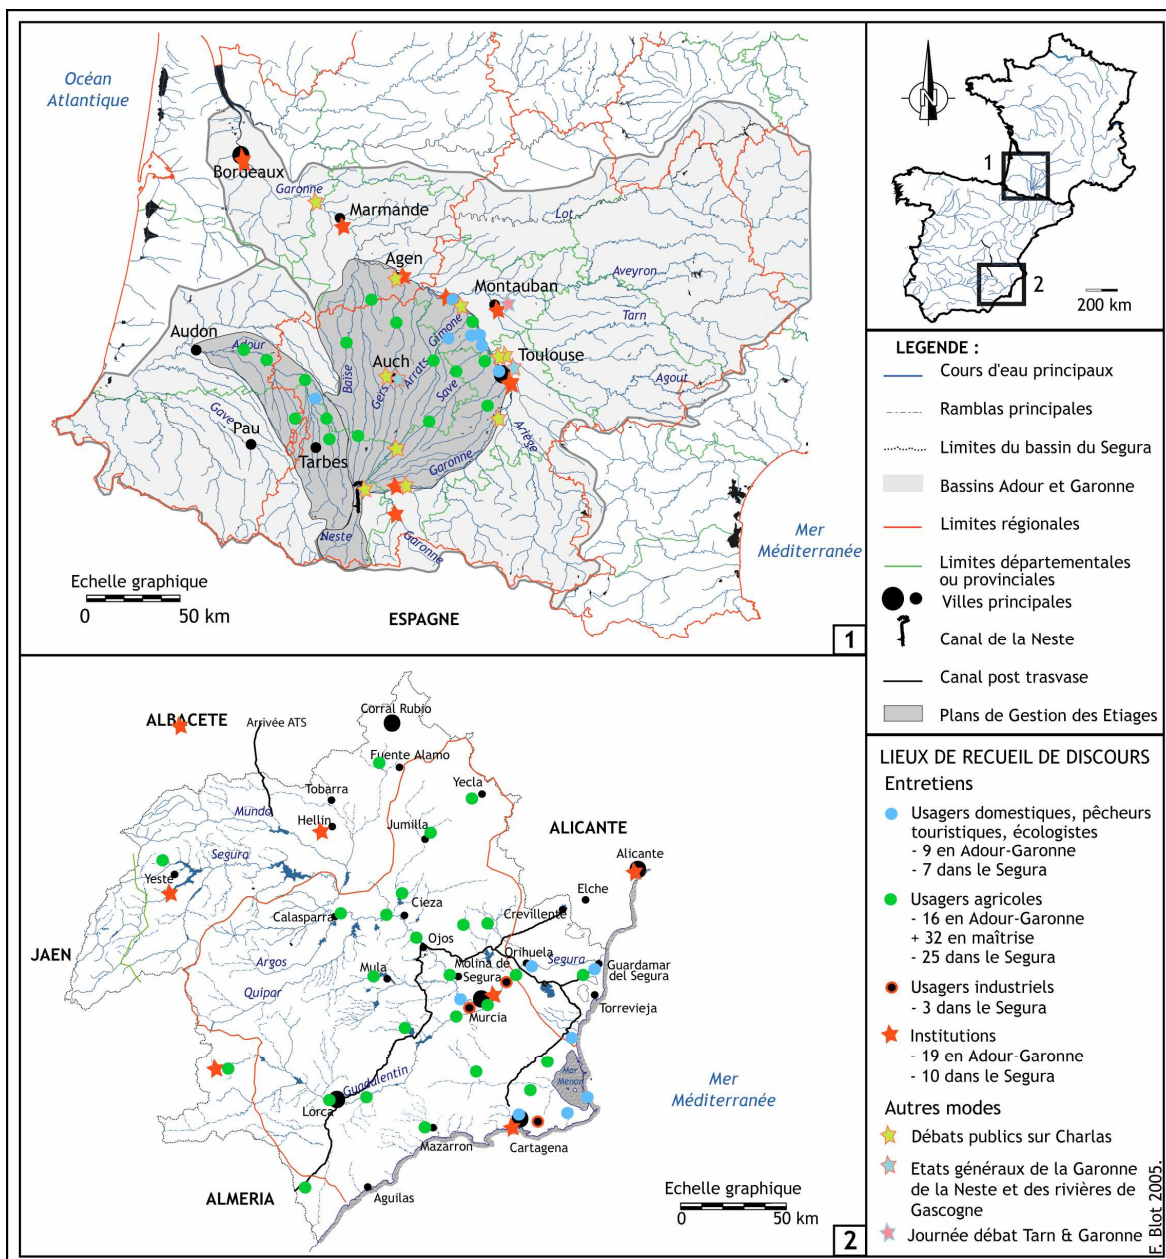 Océan
Atlantique
Bordeaux
Garonne
Marmande
Lot
Agen
Montauban
Aveyron
Tarn
Audon
Adour
Gimone
Toulouse
Auch
Baise
Gers
Arrats
Save
Agout
Gave
Pau
Tarbes
Ariège
Garonne
Neste
Garonne
Mer
Méditerranée
Echelle graphique
0 50 km
ESPAGNE
1
N
1
2
200 km
LEGENDE :
Cours d'eau principaux
Ramblas principales
Limites du bassin du Segura
Bassins Adour et Garonne
Limites régionales
Limites départementales
ou provinciales
Villes principales
Canal de la Neste
Canal post trasvase
Plans de Gestion des Etiages
ALBACETE
Arrivée ATS
Corral Rubio
Fuente Alamo
Yecla
Tobarra
Mundo
Hellin
Jumilla
ALICANTE
Segura
Yeste
Alicante
Elche
Cieza
Calasparra
Crevillente
JAEN
Ojos
Orihuela
Argos
Segura
Mula
Molina de
Segura
Guardamar
del Segura
Quipar
Torrevieja
Murcia
Mar
Menor
Guadalentin
Mer
Méditerranée
Lorca
Mazarron
Cartagena
ALMERIA
Aguilas
Echelle graphique
0 50 km
2
LIEUX DE RECUEIL DE DISCOURS
Entretiens
Usagers domestiques, pêcheurs
touristiques, écologistes
- 9 en Adour-Garonne
- 7 dans le Segura
Usagers agricoles
- 16 en Adour-Garonne
+ 32 en maîtrise
- 25 dans le Segura
Usagers industriels
- 3 dans le Segura
Institutions
- 19 en Adour-Garonne
- 10 dans le Segura
Autres modes
Débats publics sur Charlas
Etats généraux de la Garonne
de la Neste et des rivières de
Gascogne
Journée débat Tarn & Garonne
F. Blot 2005.